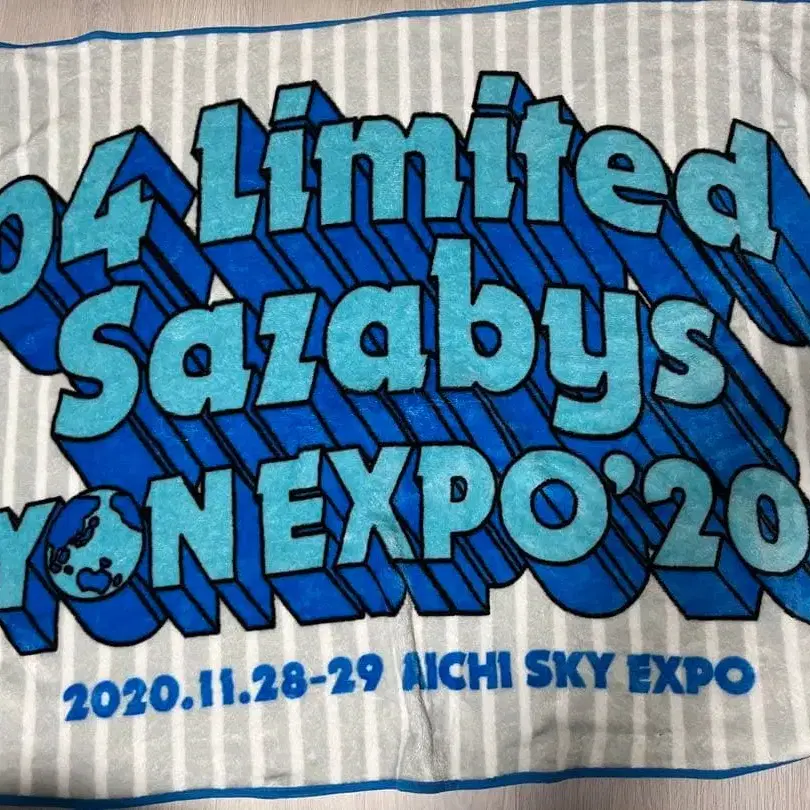 04 Limited
Sazabys
YON EXPO'20
2020.11.28-29 AICHI SKY EXPO